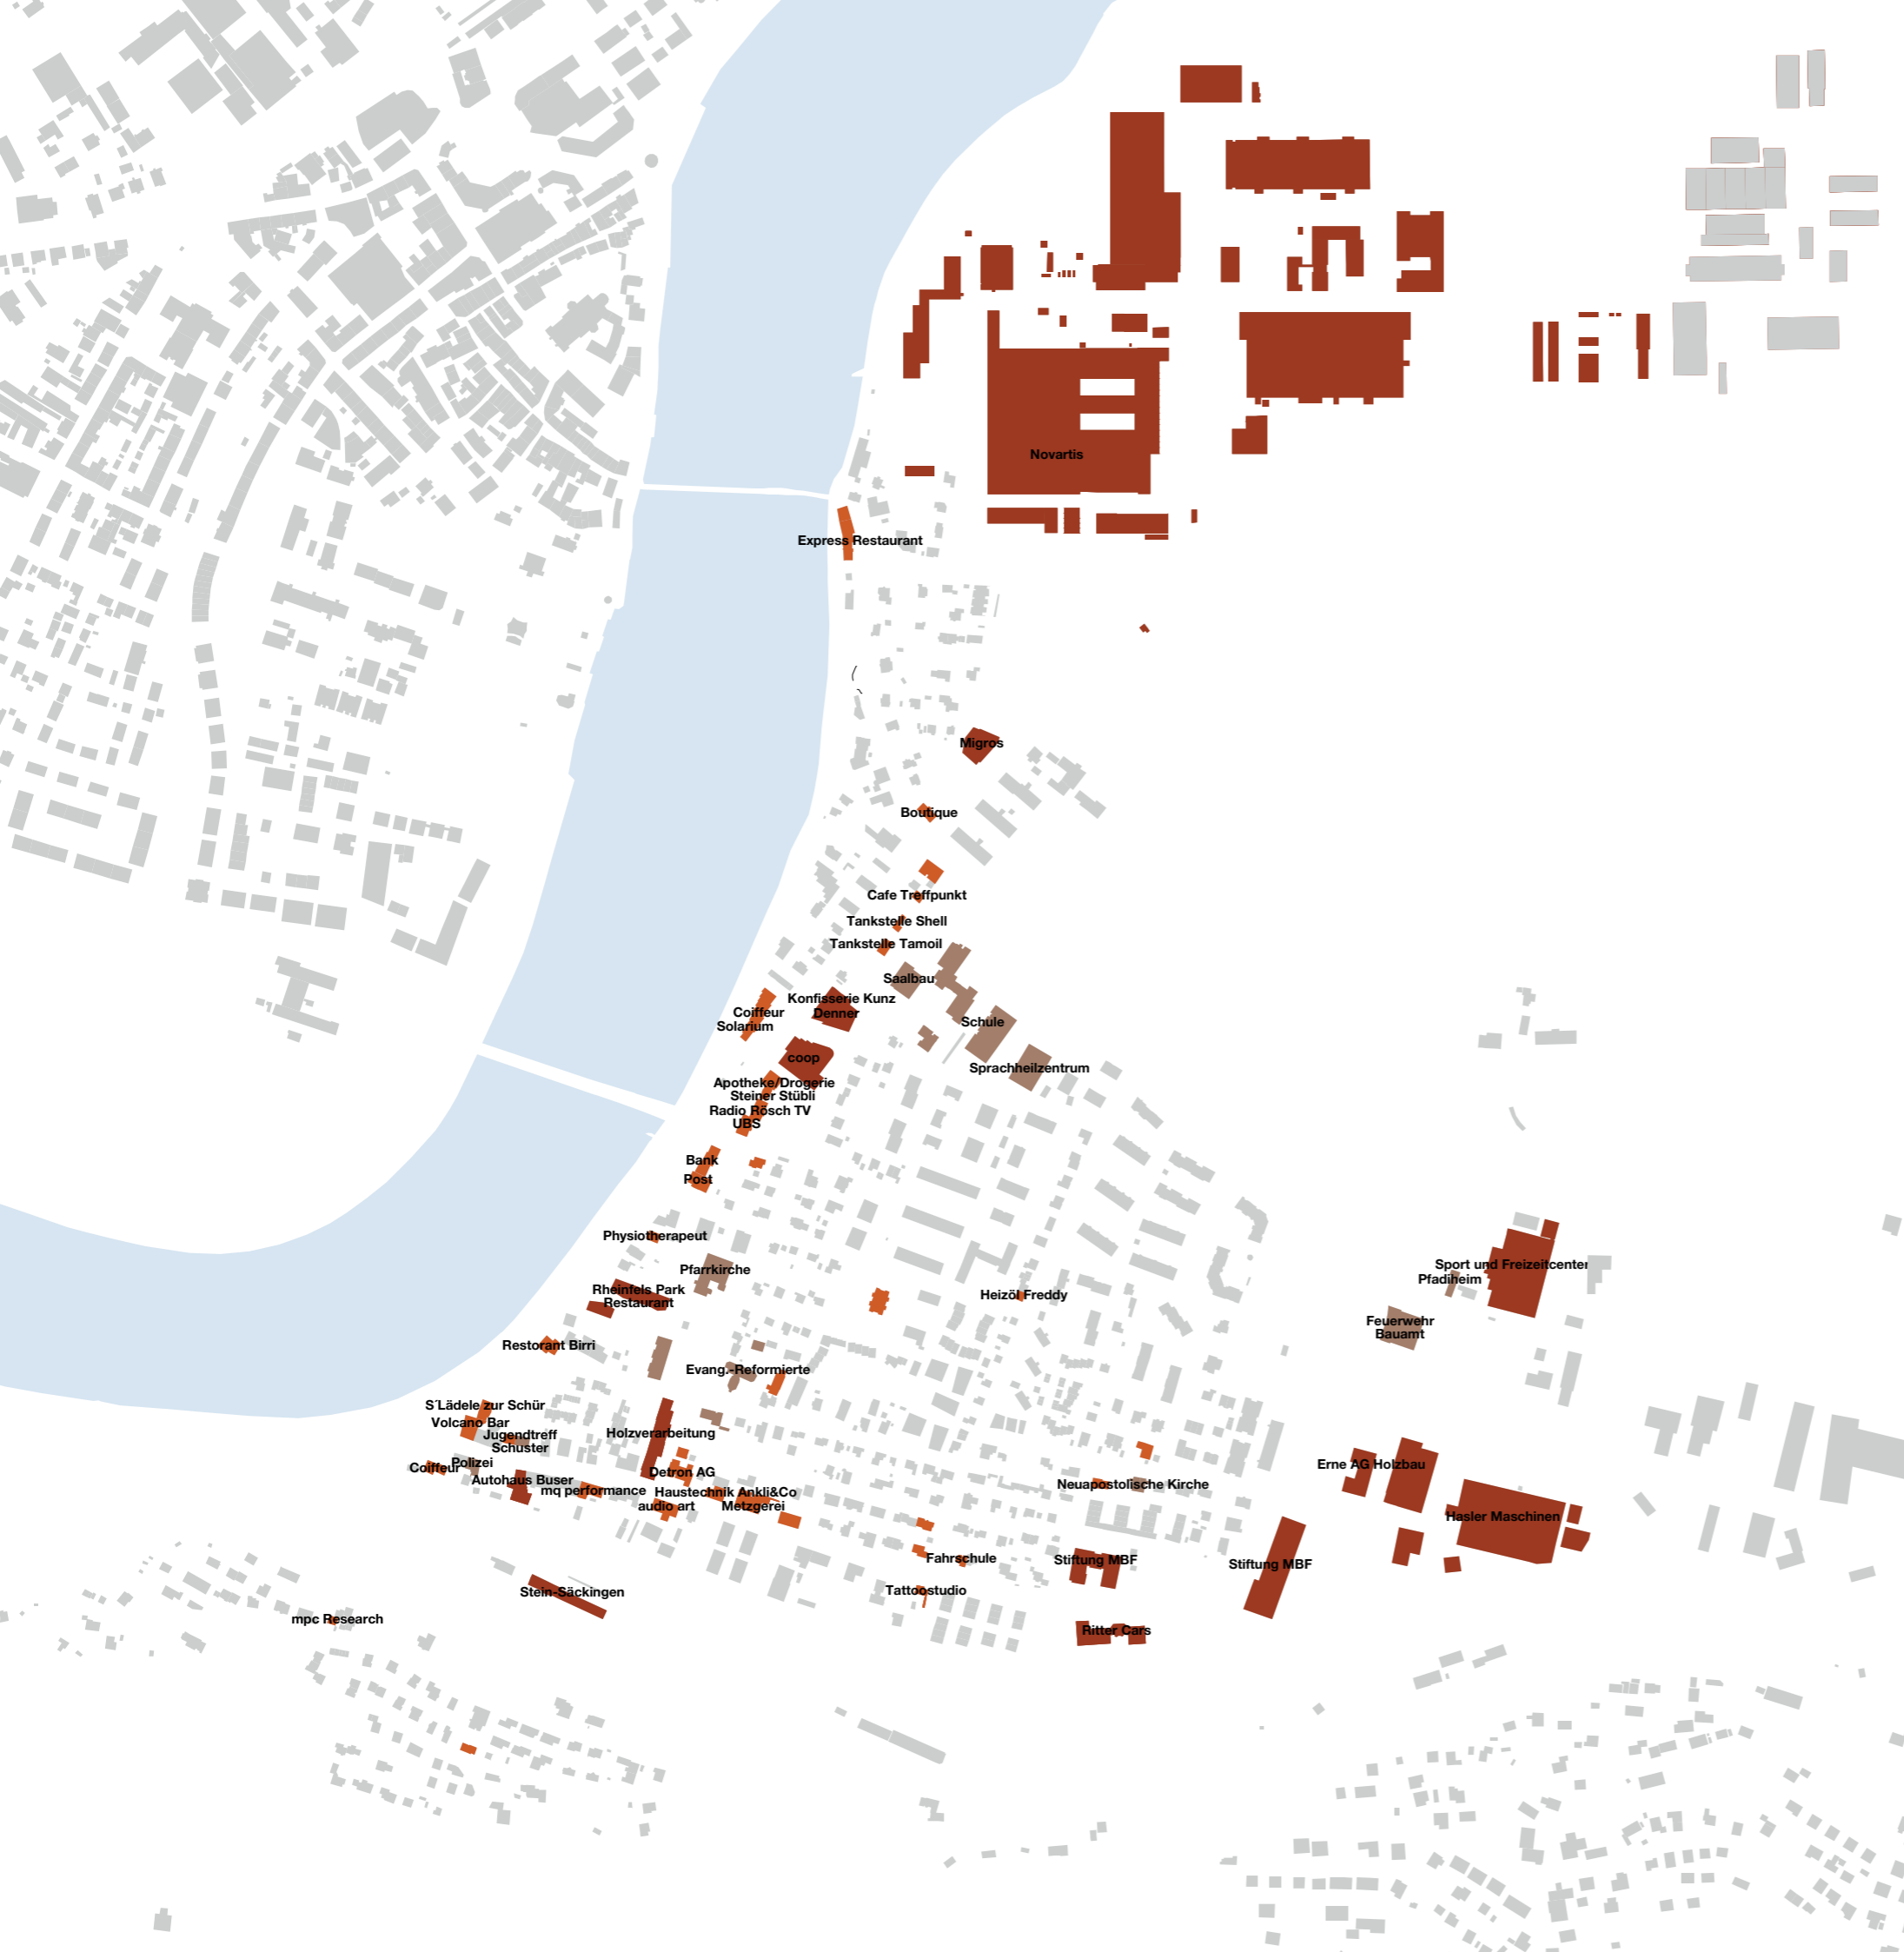 Novartis
Express Restaurant
Migros
Boutique
Cafe Treffpunkt
Tankstelle Shell
Tankstelle Tamoil
Saalbau
Konfisserie Kunz
Denner
Coiffeur
Solarium
Schule
coop
Sprachheilzentrum
Apotheke/Drogerie
Steiner Stübli
Radio Rösch TV
UBS
Bank
Post
Physiotherapeut
Pfarrkirche
Sport und Freizeitcenter
Pfadiheim
Rheinfels Park
Restaurant
Heizöl Freddy
Feuerwehr
Bauamt
Restorant Birri
Evang.-Reformierte
S´Lädele zur Schür
Volcano Bar
Jugendtreff
Schuster
Holzverarbeitung
Coiffeur
Polizei
Autohaus Buser
Detron AG
Erne AG Holzbau
mq performance
Haustechnik Ankli&Co
audio art
Metzgerei
Neuapostolische Kirche
Hasler Maschinen
Fahrschule
Stiftung MBF
Stiftung MBF
Stein-Säckingen
Tattoostudio
mpc Research
Ritter Cars